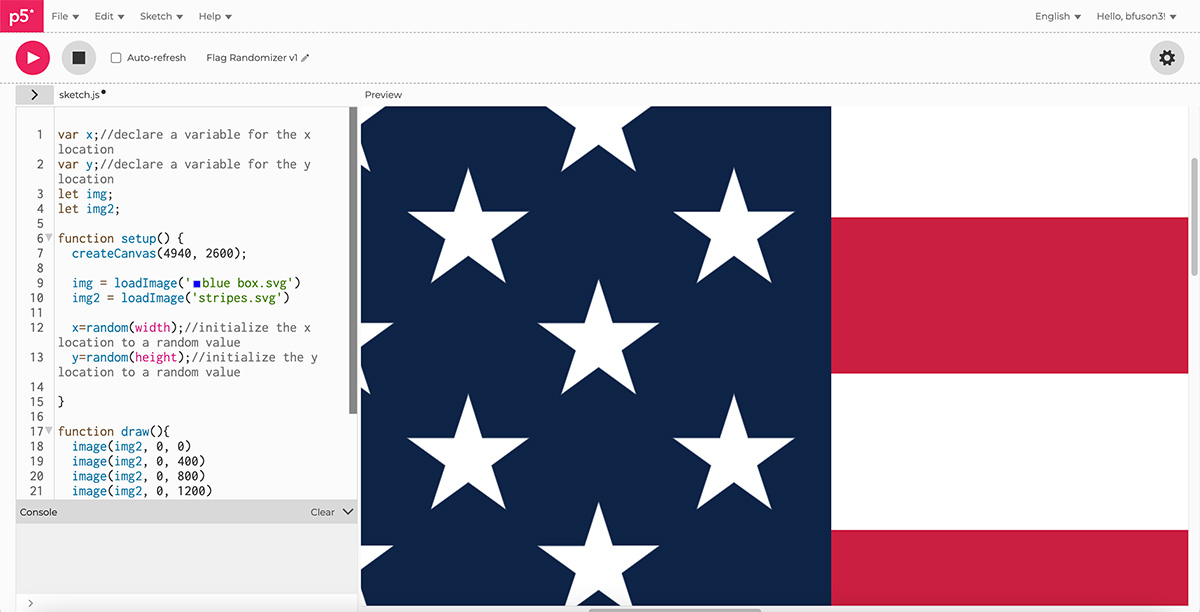 p5* File Edit Sketch Help English Hello, bfuson3!
Auto-refresh Flag Randomizer v1
sketch.js
Preview
1 var x;//declare a variable for the x
location
2 var y;//declare a variable for the y
location
3 let img;
4 let img2;
5
6 function setup() {
7 createCanvas(4940, 2600);
8
9 img = loadImage('blue box.svg')
10 img2 = loadImage('stripes.svg')
11
12 x=random(width);//initialize the x
location to a random value
13 y=random(height);//initialize the y
location to a random value
14
15 }
16
17 function draw(){
18 image(img2, 0, 0)
19 image(img2, 0, 400)
20 image(img2, 0, 800)
21 image(img2, 0, 1200)
Console Clear